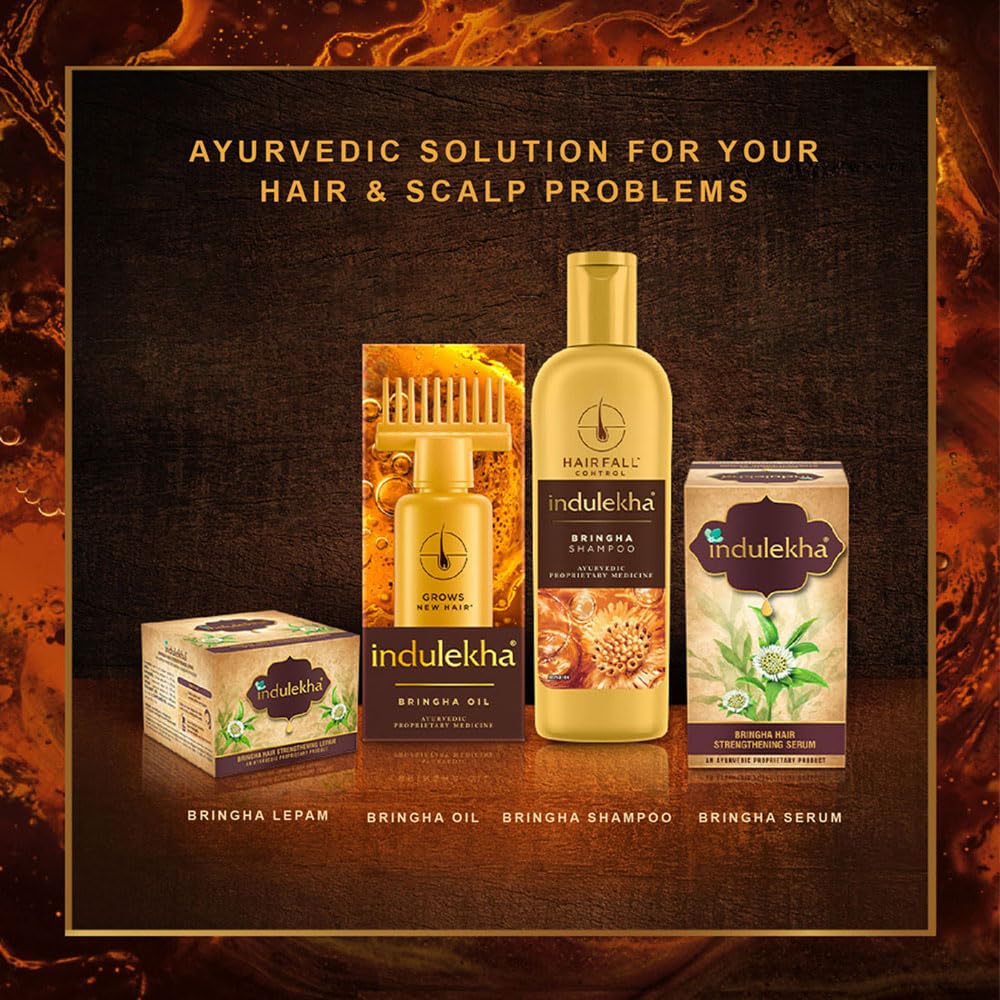 AYURVEDIC SOLUTION FOR YOUR
HAIR & SCALP PROBLEMS
indulekha
BRINGHA HAIR STRENGTHENING LEPAM
AN AYURVEDIC PROPRIETARY PRODUCT
GROWS
NEW HAIR*
indulekha®
BRINGHA OIL
AYURVEDIC
PROPRIETARY MEDICINE
HAIRFALL
CONTROL
indulekha®
BRINGHA
SHAMPOO
AYURVEDIC
PROPRIETARY MEDICINE
indulekha
indulekha®
BRINGHA HAIR
STRENGTHENING SERUM
AN AYURVEDIC PROPRIETARY PRODUCT
BRINGHA LEPAM
BRINGHA OIL
BRINGHA SHAMPOO
BRINGHA SERUM